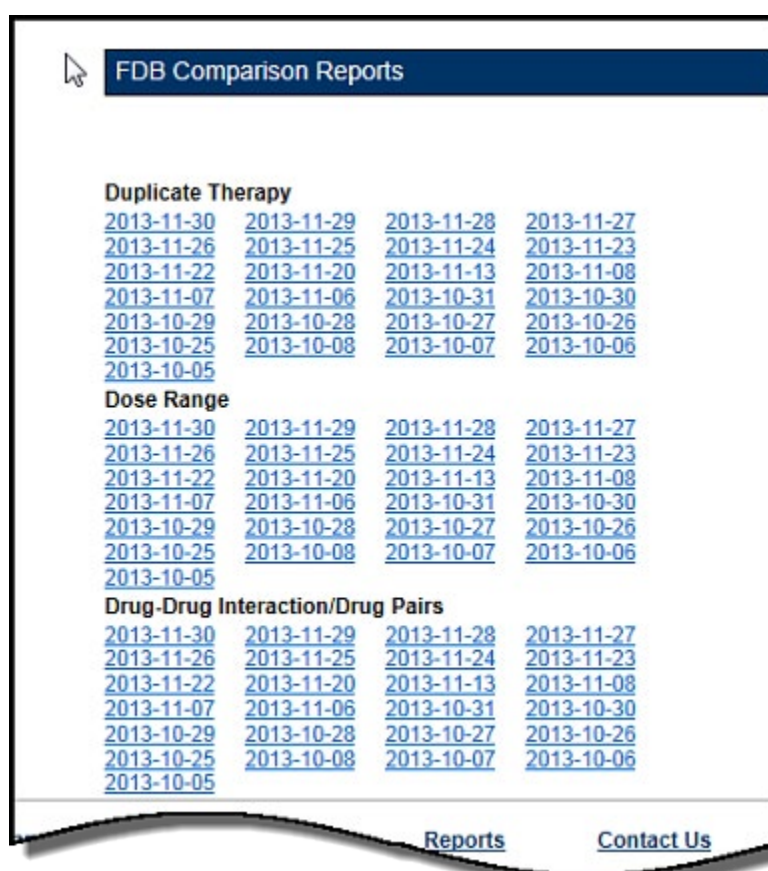 FDB Comparison Reports
Duplicate Therapy
2013-11-30 2013-11-29 2013-11-28 2013-11-27
2013-11-26 2013-11-25 2013-11-24 2013-11-23
2013-11-22 2013-11-20 2013-11-13 2013-11-08
2013-11-07 2013-11-06 2013-10-31 2013-10-30
2013-10-29 2013-10-28 2013-10-27 2013-10-26
2013-10-25 2013-10-08 2013-10-07 2013-10-06
2013-10-05
Dose Range
2013-11-30 2013-11-29 2013-11-28 2013-11-27
2013-11-26 2013-11-25 2013-11-24 2013-11-23
2013-11-22 2013-11-20 2013-11-13 2013-11-08
2013-11-07 2013-11-06 2013-10-31 2013-10-30
2013-10-29 2013-10-28 2013-10-27 2013-10-26
2013-10-25 2013-10-08 2013-10-07 2013-10-06
2013-10-05
Drug-Drug Interaction/Drug Pairs
2013-11-30 2013-11-29 2013-11-28 2013-11-27
2013-11-26 2013-11-25 2013-11-24 2013-11-23
2013-11-22 2013-11-20 2013-11-13 2013-11-08
2013-11-07 2013-11-06 2013-10-31 2013-10-30
2013-10-29 2013-10-28 2013-10-27 2013-10-26
2013-10-25 2013-10-08 2013-10-07 2013-10-06
2013-10-05
Reports Contact Us